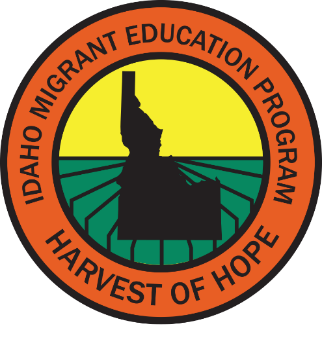 IDAHO MIGRANT EDUCATION PROGRAM
HARVEST OF HOPE